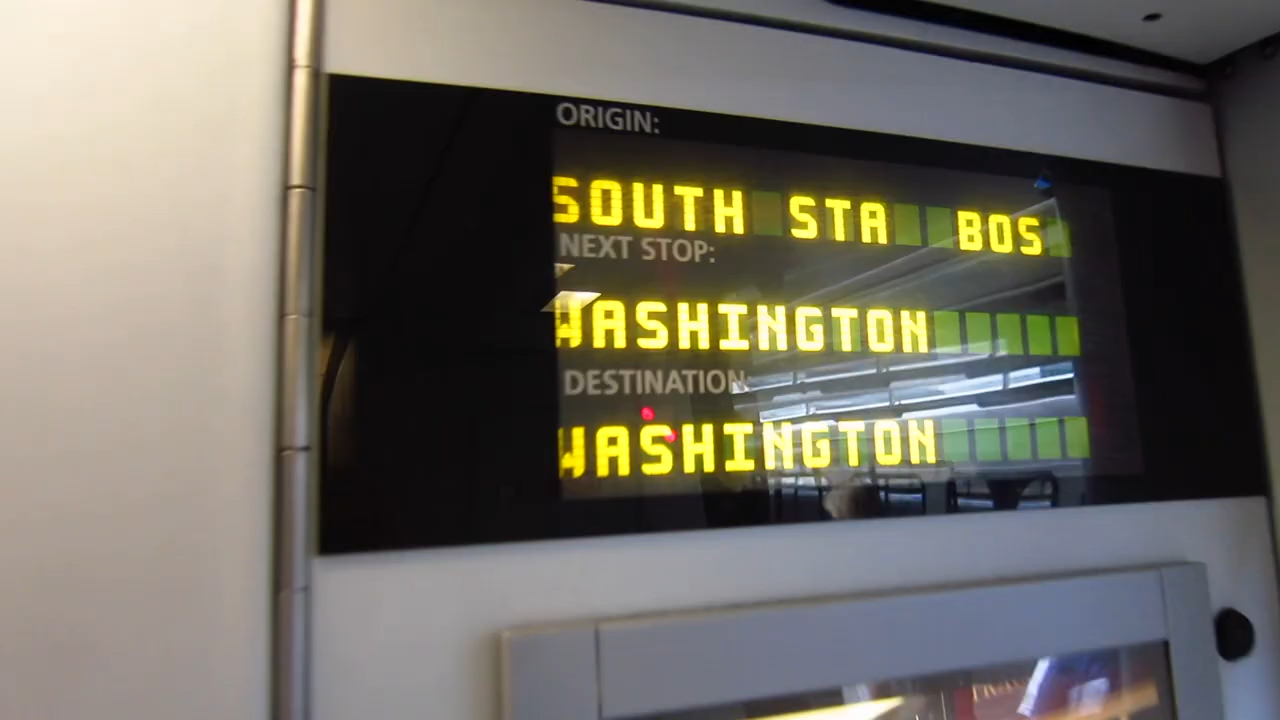 ORIGIN:
SOUTH STA BOS
NEXT STOP:
WASHINGTON
DESTINATION:
WASHINGTON